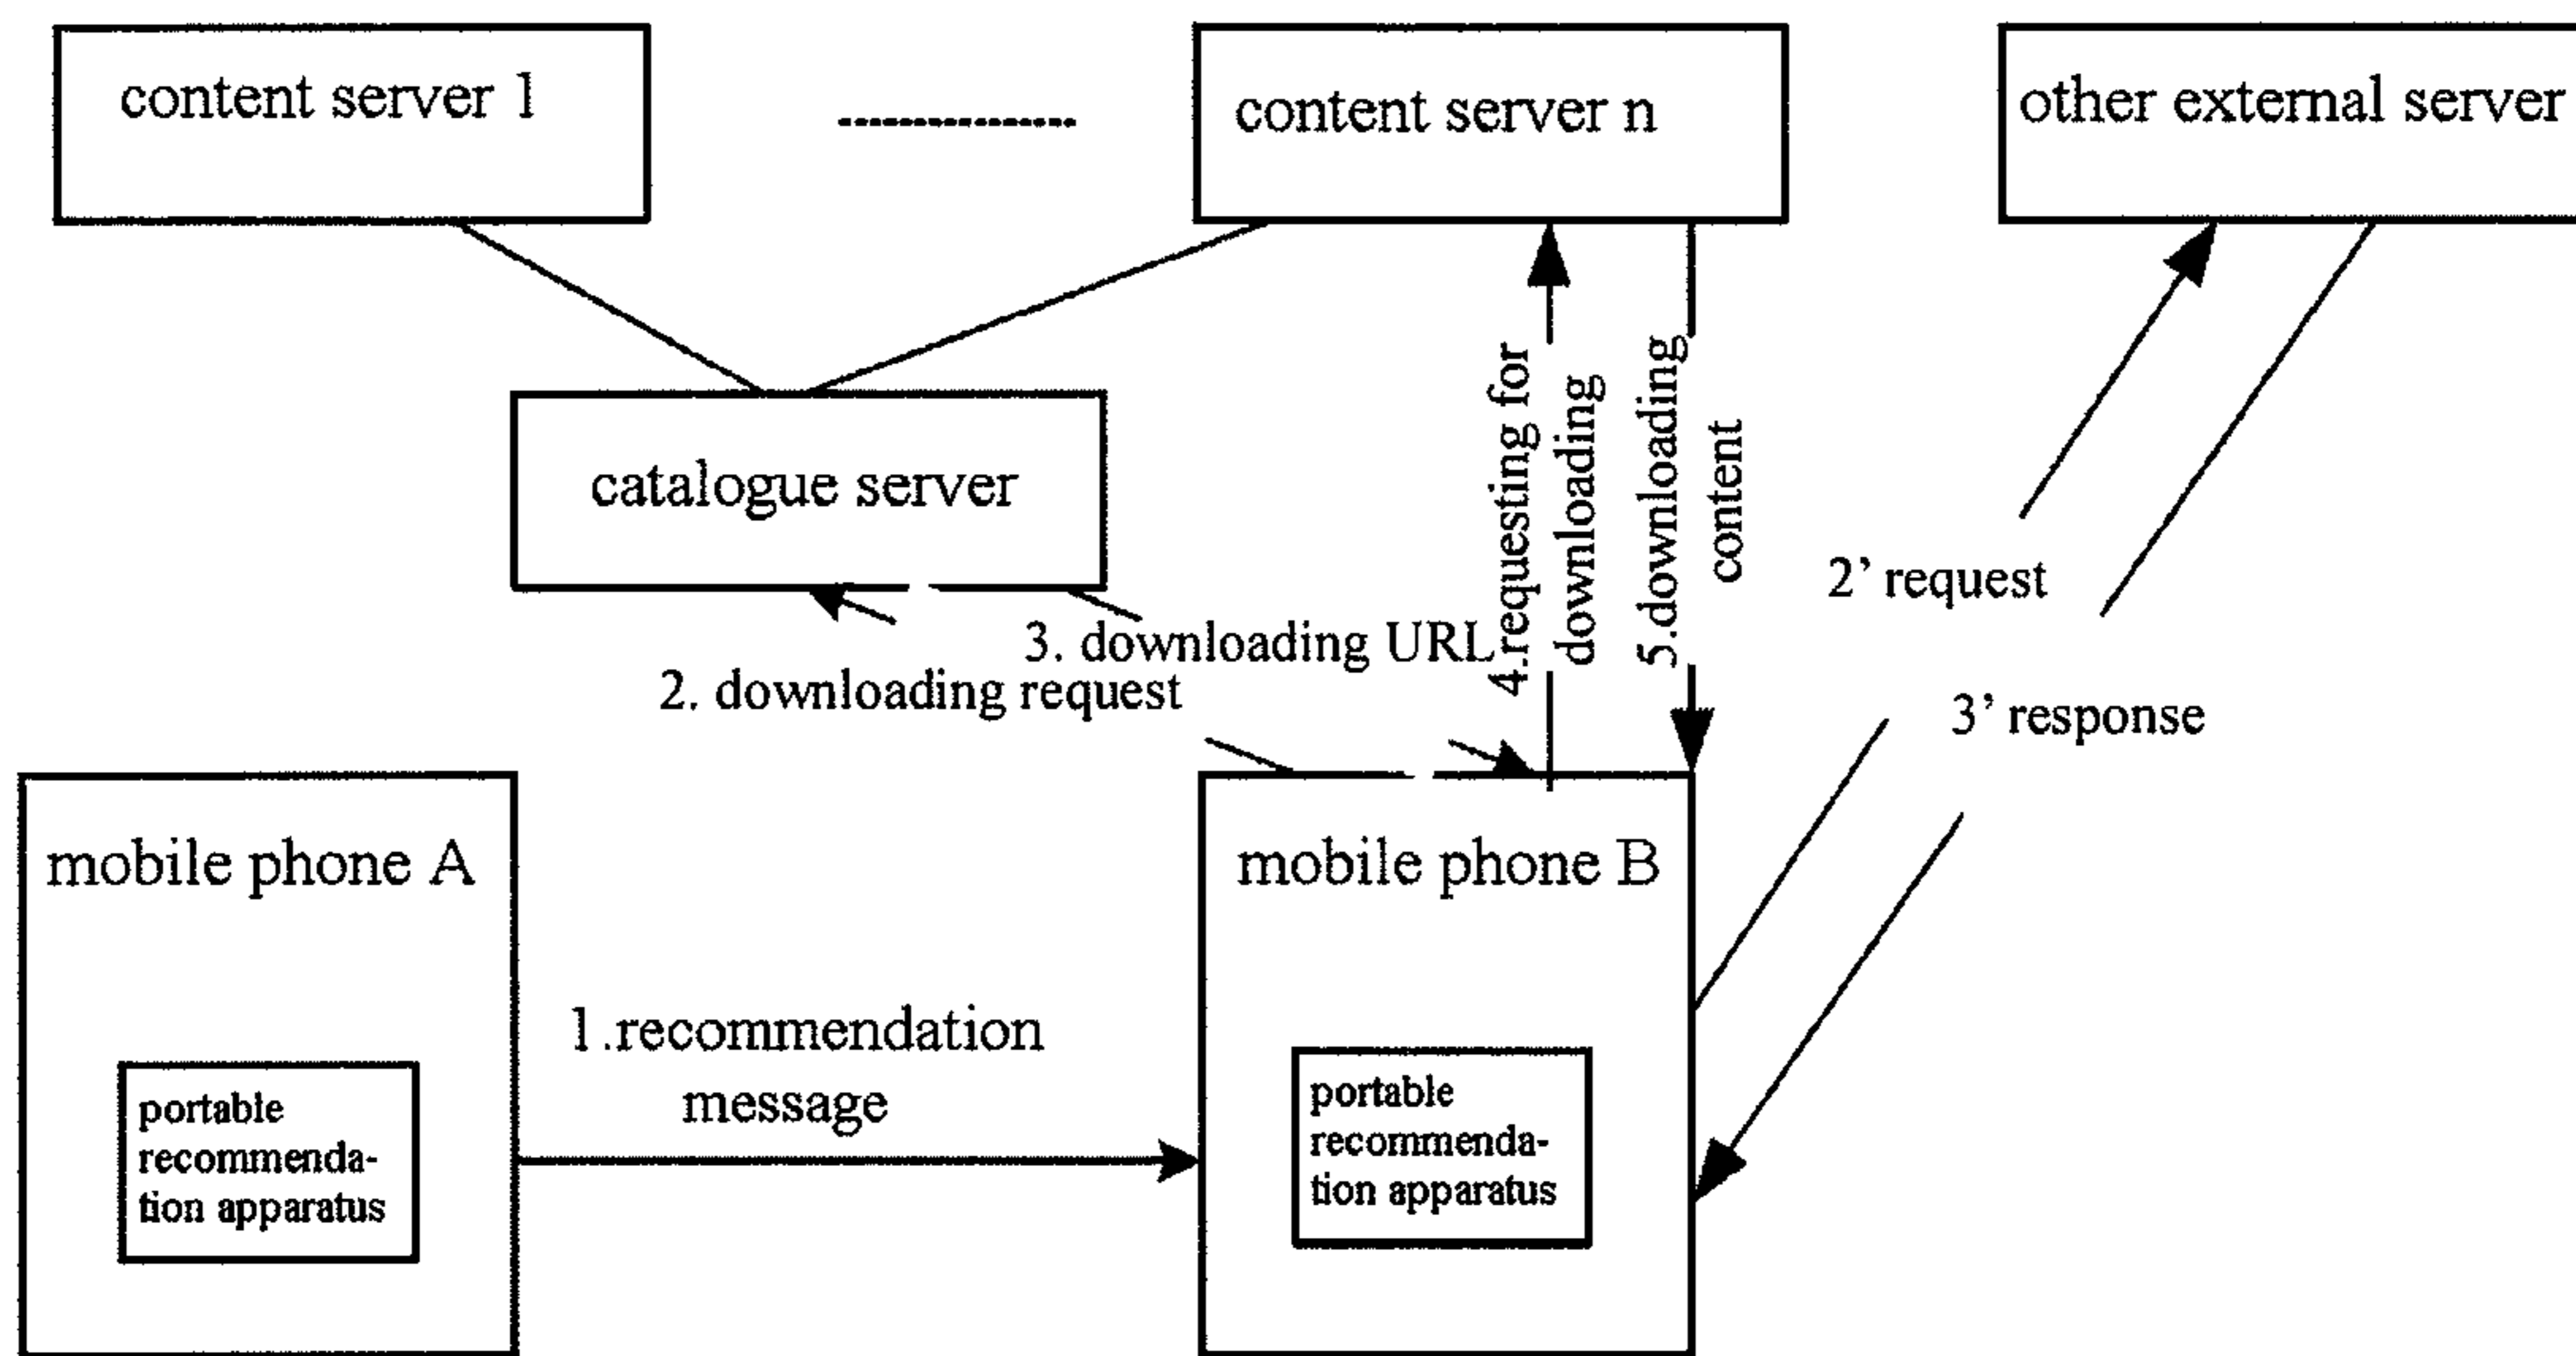 content server 1
content server n
other external server
catalogue server
4.requesting for
downloading
5.downloading
content
2' request
3. downloading URL
2. downloading request
3' response
mobile phone A
mobile phone B
1.recommendation
message
portable
recommenda-
tion apparatus
portable
recommenda-
tion apparatus